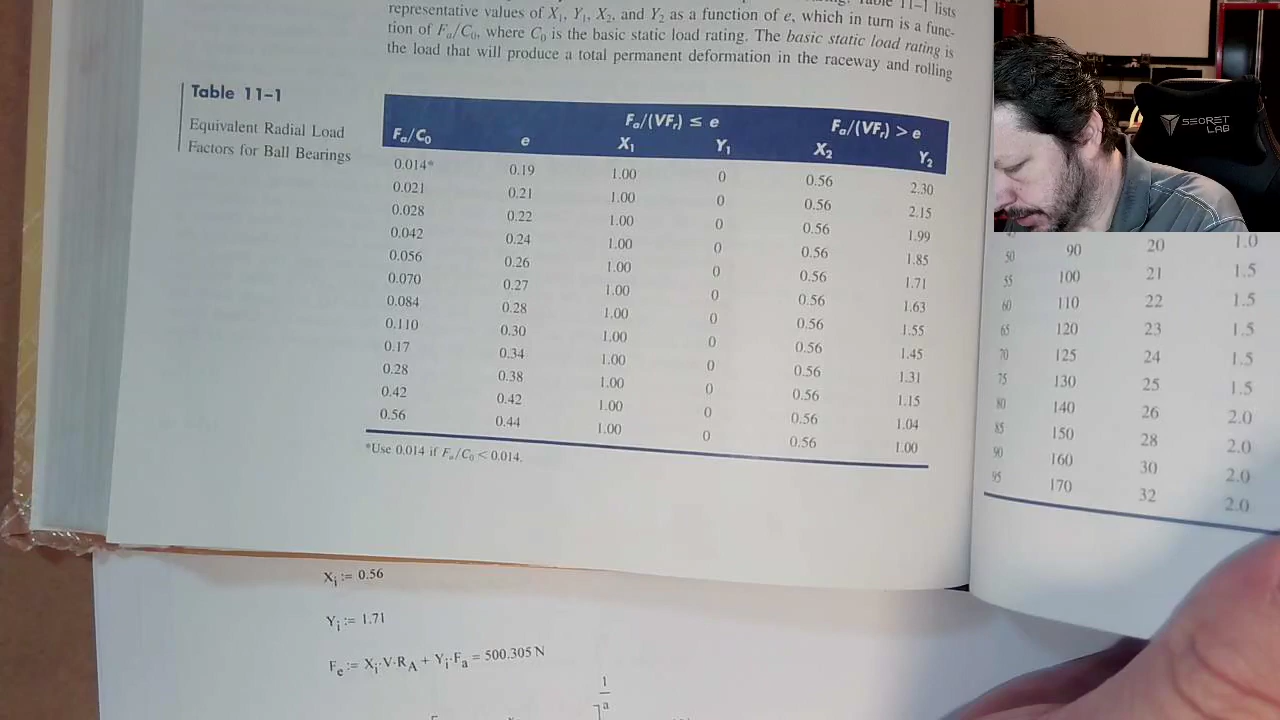 Table 11–1 lists
representative values of X₁, Y₁, X₂, and Y₂ as a function of e, which in turn is a func-
tion of Fₐ/C₀, where C₀ is the basic static load rating. The basic static load rating is
the load that will produce a total permanent deformation in the raceway and rolling
Table 11–1
Equivalent Radial Load
Factors for Ball Bearings
Fₐ/(VFᵣ) ≤ e Fₐ/(VFᵣ) > e
Fₐ/C₀ e X₁ Y₁ X₂ Y₂
0.014* 0.19 1.00 0 0.56 2.30
0.021 0.21 1.00 0 0.56 2.15
0.028 0.22 1.00 0 0.56 1.99
0.042 0.24 1.00 0 0.56 1.85
0.056 0.26 1.00 0 0.56 1.71
0.070 0.27 1.00 0 0.56 1.63
0.084 0.28 1.00 0 0.56 1.55
0.110 0.30 1.00 0 0.56 1.45
0.17 0.34 1.00 0 0.56 1.31
0.28 0.38 1.00 0 0.56 1.15
0.42 0.42 1.00 0 0.56 1.04
0.56 0.44 1.00 0 0.56 1.00
*Use 0.014 if Fₐ/C₀ < 0.014.
SECRET
LAB
90 20 1.0
50 100 21 1.5
55 110 22 1.5
60 120 23 1.5
65 125 24 1.5
70 130 25 1.5
75 140 26 2.0
80 150 28 2.0
85 160 30 2.0
90 170 32 2.0
95
Xᵢ := 0.56
Yᵢ := 1.71
Fₑ := Xᵢ·V·R_A + Yᵢ·Fₐ = 500.305 N
1
a